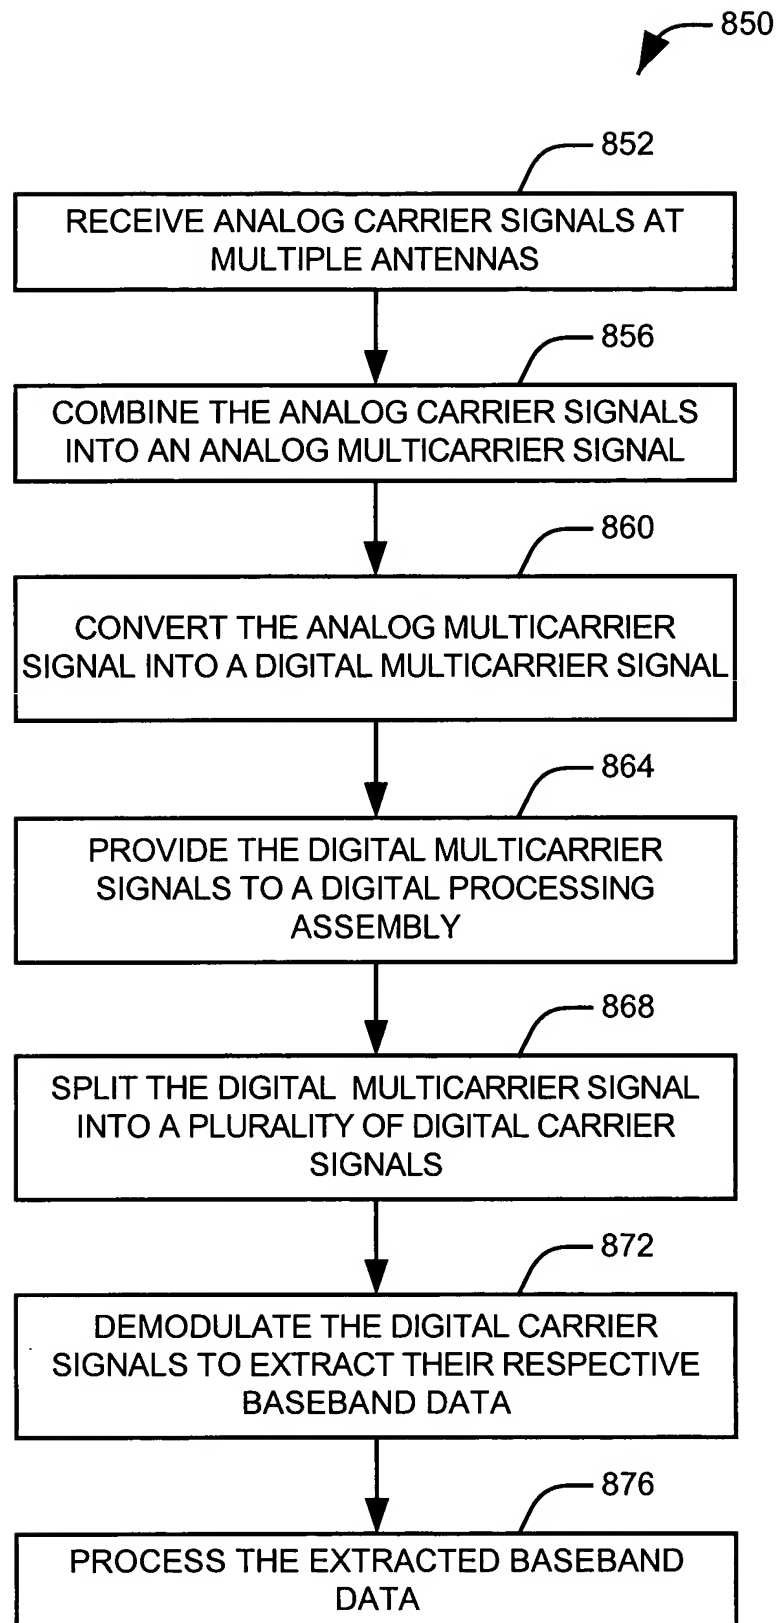 850
852
RECEIVE ANALOG CARRIER SIGNALS AT
MULTIPLE ANTENNAS
856
COMBINE THE ANALOG CARRIER SIGNALS
INTO AN ANALOG MULTICARRIER SIGNAL
860
CONVERT THE ANALOG MULTICARRIER
SIGNAL INTO A DIGITAL MULTICARRIER SIGNAL
864
PROVIDE THE DIGITAL MULTICARRIER
SIGNALS TO A DIGITAL PROCESSING
ASSEMBLY
868
SPLIT THE DIGITAL MULTICARRIER SIGNAL
INTO A PLURALITY OF DIGITAL CARRIER
SIGNALS
872
DEMODULATE THE DIGITAL CARRIER
SIGNALS TO EXTRACT THEIR RESPECTIVE
BASEBAND DATA
876
PROCESS THE EXTRACTED BASEBAND
DATA